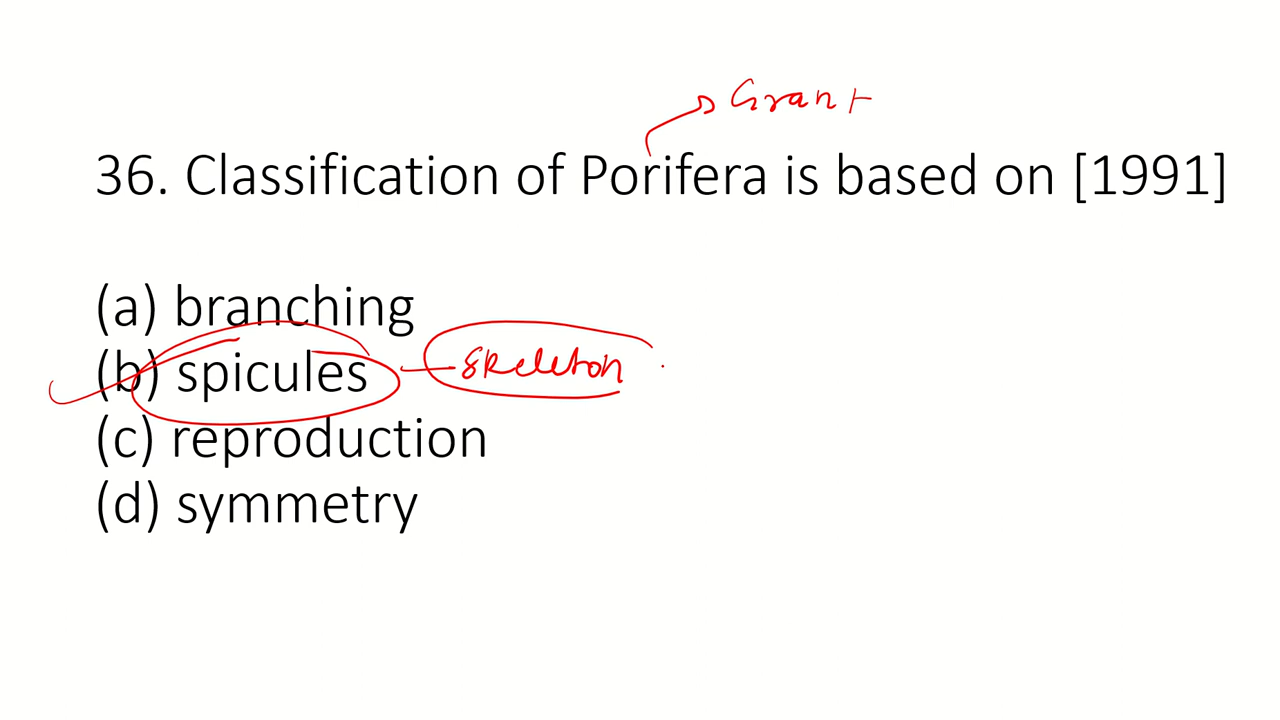 Grant
36. Classification of Porifera is based on [1991]
(a) branching
(b) spicules skeleton
(c) reproduction
(d) symmetry